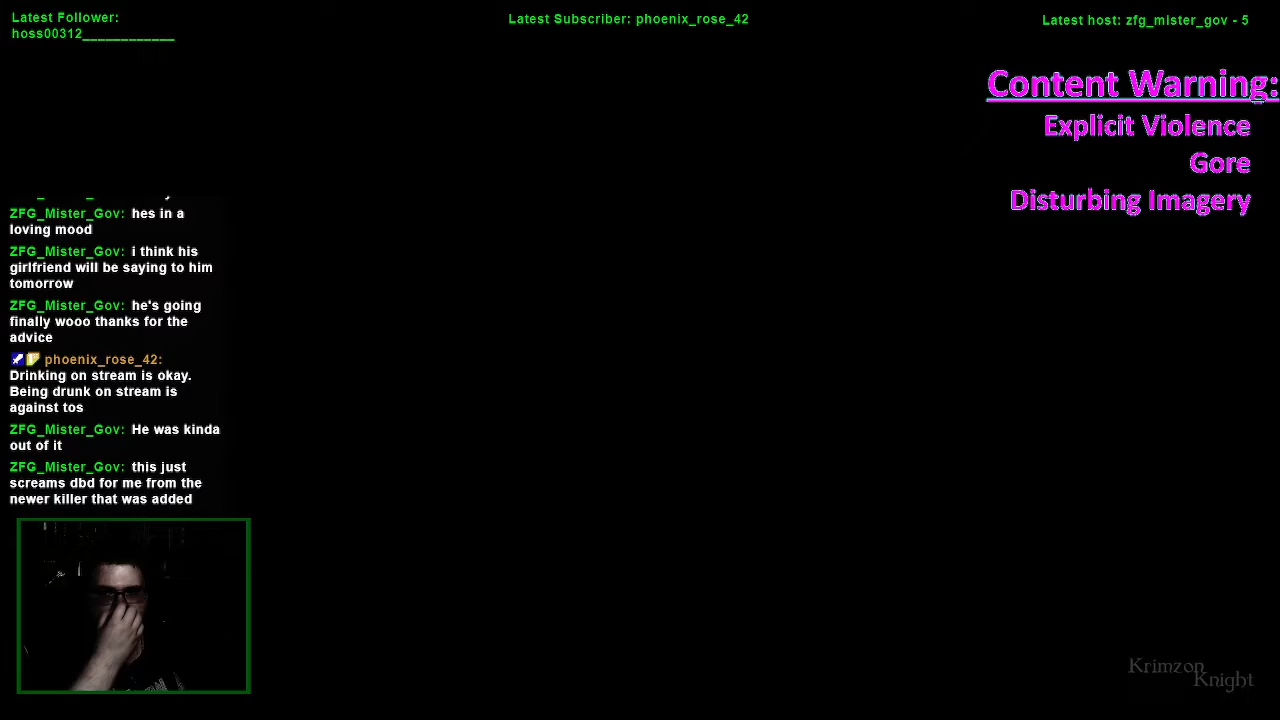 Latest Follower:
hoss00312____________
Latest Subscriber: phoenix_rose_42
Latest host: zfg_mister_gov - 5
Content Warning:
Explicit Violence
Gore
Disturbing Imagery
ZFG_Mister_Gov: hes in a
loving mood
ZFG_Mister_Gov: i think his
girlfriend will be saying to him
tomorrow
ZFG_Mister_Gov: he's going
finally wooo thanks for the
advice
phoenix_rose_42:
Drinking on stream is okay.
Being drunk on stream is
against tos
ZFG_Mister_Gov: He was kinda
out of it
ZFG_Mister_Gov: this just
screams dbd for me from the
newer killer that was added
Krimzon
Knight